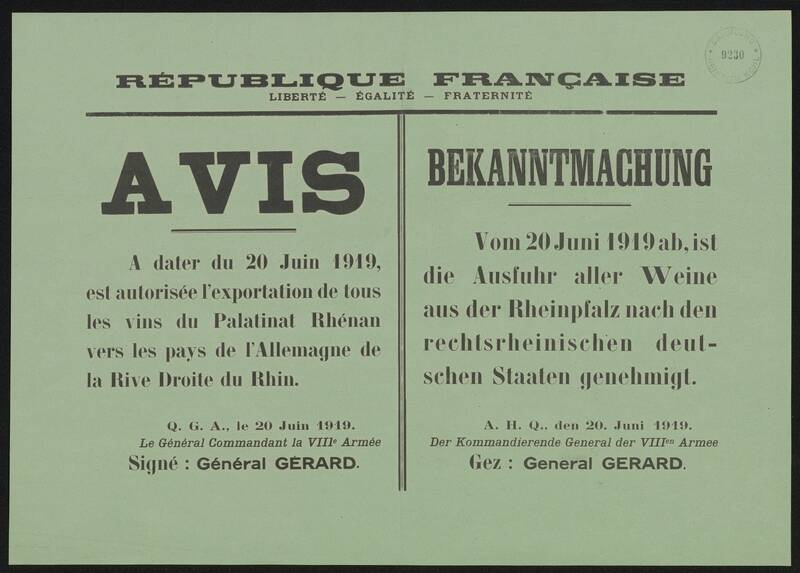 RÉPUBLIQUE FRANÇAISE
LIBERTÉ — ÉGALITÉ — FRATERNITÉ
AVIS
A dater du 20 Juin 1919,
est autorisée l'exportation de tous
les vins du Palatinat Rhénan
vers les pays de l'Allemagne de
la Rive Droite du Rhin.
Q. G. A., le 20 Juin 1919.
Le Général Commandant la VIIIe Armée
Signé : Général GÉRARD.
BEKANNTMACHUNG
Vom 20 Juni 1919 ab, ist
die Ausfuhr aller Weine
aus der Rheinpfalz nach den
rechtsrheinischen deut-
schen Staaten genehmigt.
A. H. Q., den 20. Juni 1919.
Der Kommandierende General der VIIIen Armee
Gez : General GERARD.
9230